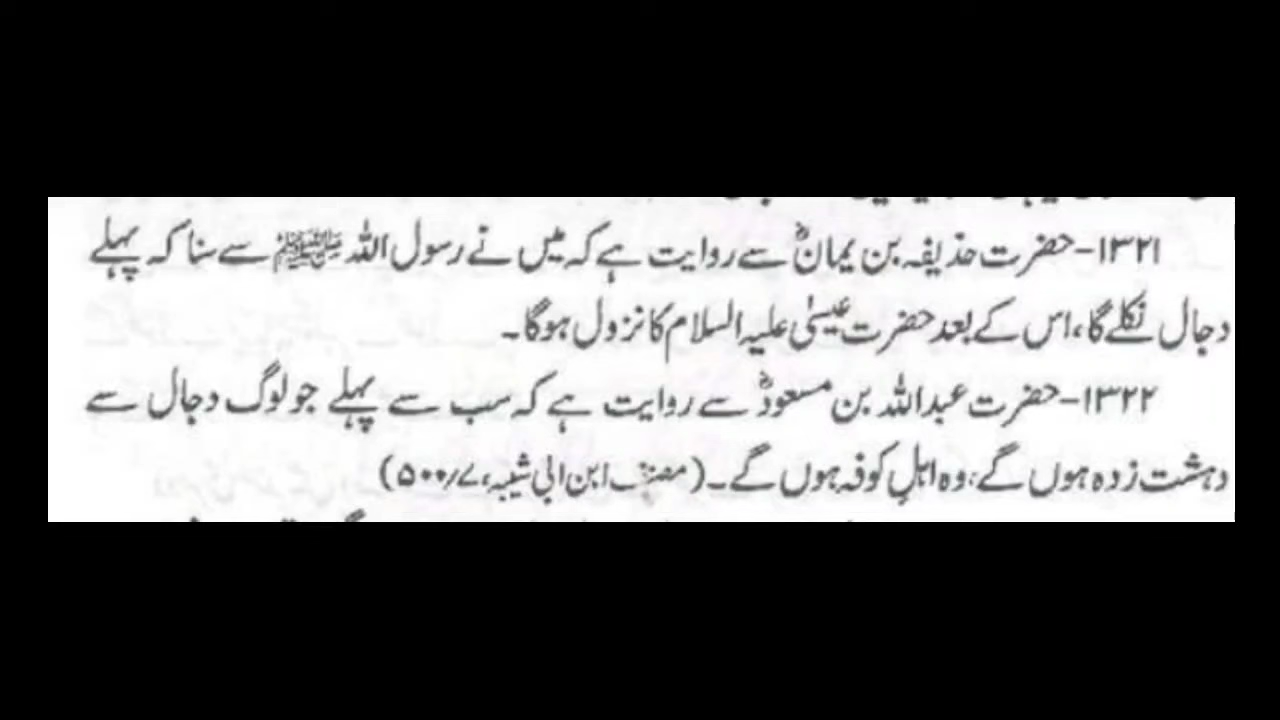 ۱۳۲۱-حضرت حذیفہ بن یمانؓ سے روایت ہے کہ میں نے رسول اللہ ﷺ سے سنا کہ پہلے
دجال نکلے گا، اس کے بعد حضرت عیسیٰ علیہ السلام کا نزول ہوگا۔
۱۳۲۲-حضرت عبداللہ بن مسعودؓ سے روایت ہے کہ سب سے پہلے جو لوگ دجال سے
دہشت زدہ ہوں گے، وہ اہلِ کوفہ ہوں گے۔ (مصنف ابن ابی شیبہ، ۷؍۵۰۰)